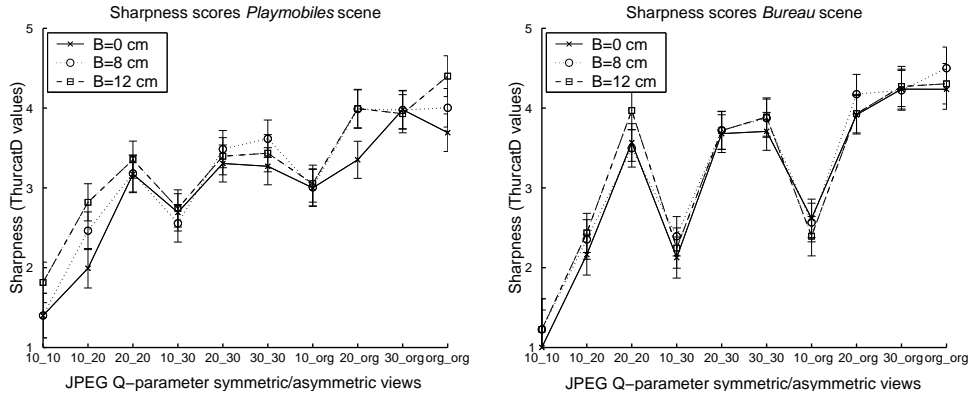 Sharpness scores Playmobiles scene
5
4
3
2
1
Sharpness (ThurcatD values)
B=0 cm
B=8 cm
B=12 cm
10_10 10_20 20_20 10_30 20_30 30_30 10_org 20_org 30_org org_org
JPEG Q−parameter symmetric/asymmetric views
Sharpness scores Bureau scene
5
4
3
2
1
Sharpness (ThurcatD values)
B=0 cm
B=8 cm
B=12 cm
10_10 10_20 20_20 10_30 20_30 30_30 10_org 20_org 30_org org_org
JPEG Q−parameter symmetric/asymmetric views